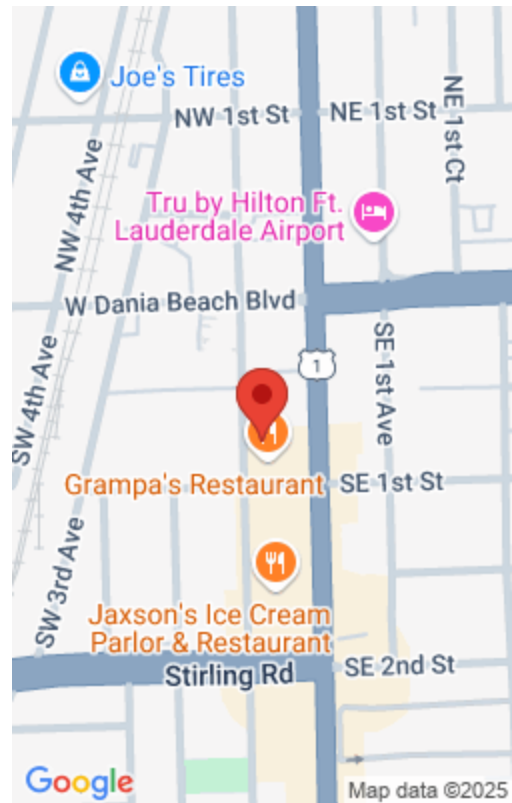 Joe's Tires
NW 1st St
NE 1st St
NE 1st Ct
NW 4th Ave
Tru by Hilton Ft.
Lauderdale Airport
W Dania Beach Blvd
SW 4th Ave
1
SE 1st Ave
Grampa's Restaurant
SE 1st St
SW 3rd Ave
Jaxson's Ice Cream
Parlor & Restaurant
SE 2nd St
Stirling Rd
Google
Map data ©2025